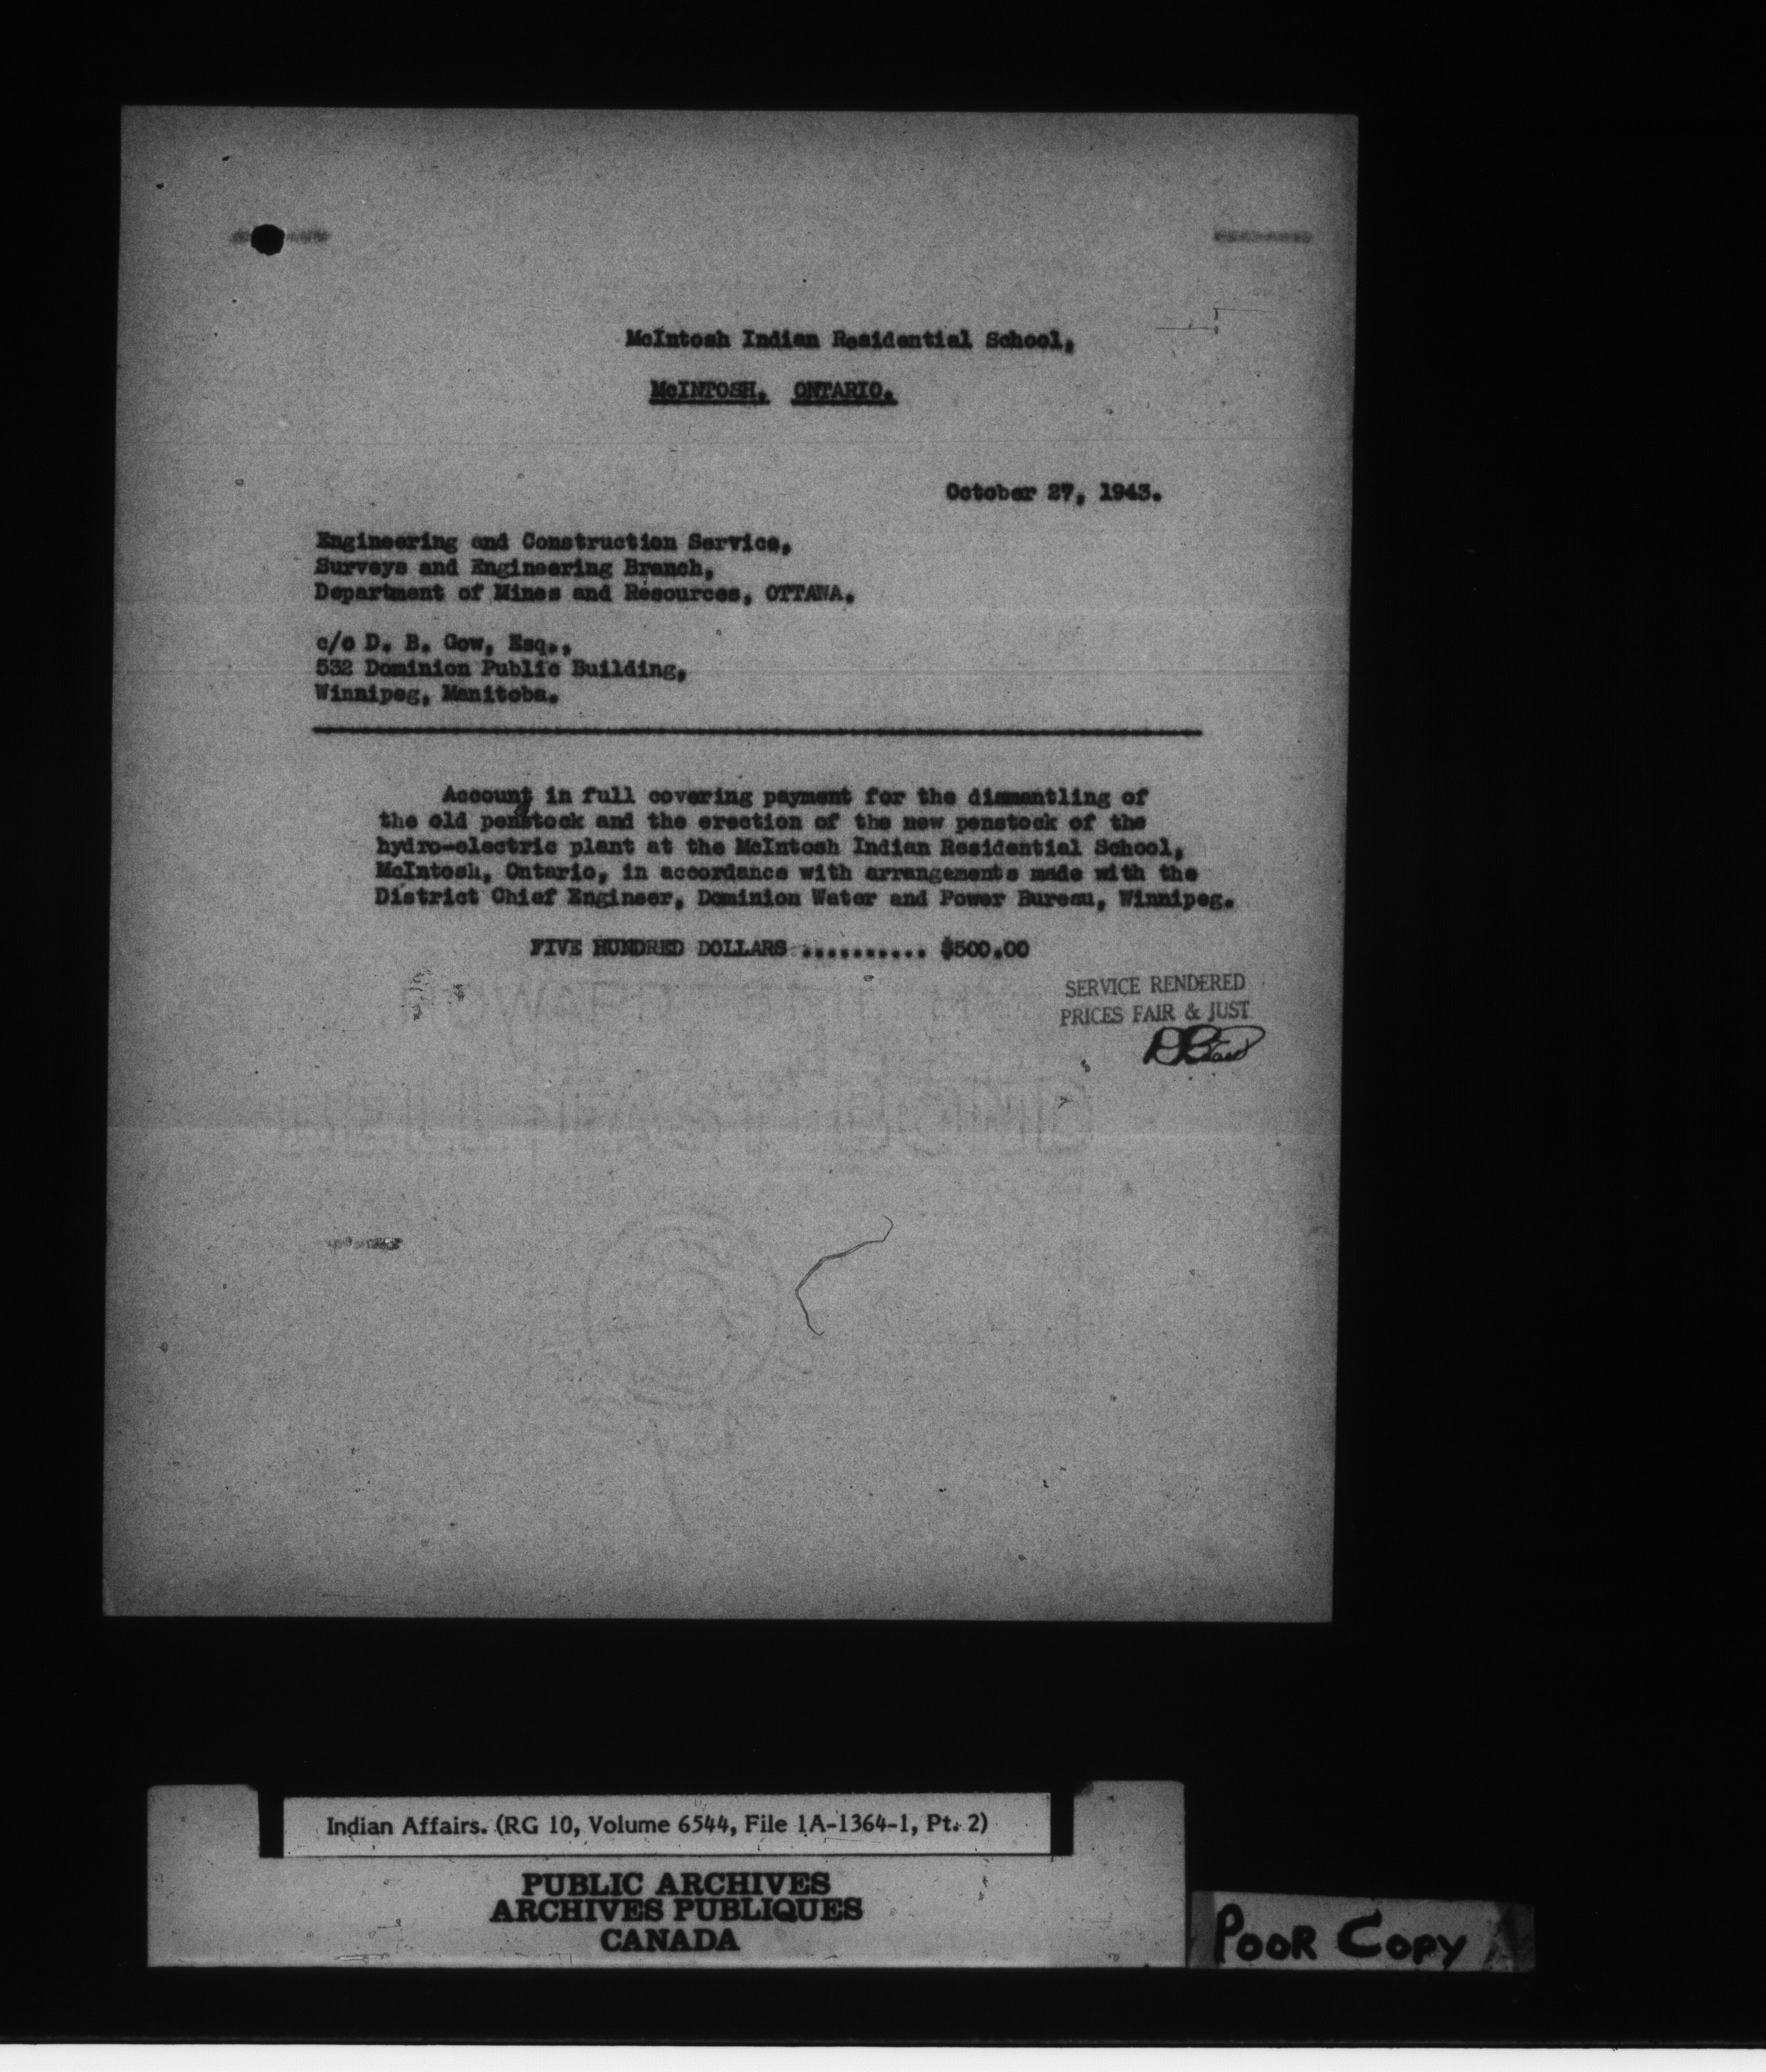 McIntosh Indian Residential School,
McINTOSH, ONTARIO.
October 27, 1943.
Engineering and Construction Service,
Surveys and Engineering Branch,
Department of Mines and Resources, OTTAWA.
c/o D. B. Gow, Esq.,
532 Dominion Public Building,
Winnipeg, Manitoba.
Account in full covering payment for the dismantling of
the old penstock and the erection of the new penstock of the
hydro-electric plant at the McIntosh Indian Residential School,
McIntosh, Ontario, in accordance with arrangements made with the
District Chief Engineer, Dominion Water and Power Bureau, Winnipeg.
FIVE HUNDRED DOLLARS .......... $500.00
SERVICE RENDERED
PRICES FAIR & JUST
DBGow
Indian Affairs. (RG 10, Volume 6544, File 1A-1364-1, Pt. 2)
PUBLIC ARCHIVES
ARCHIVES PUBLIQUES
CANADA
POOR COPY